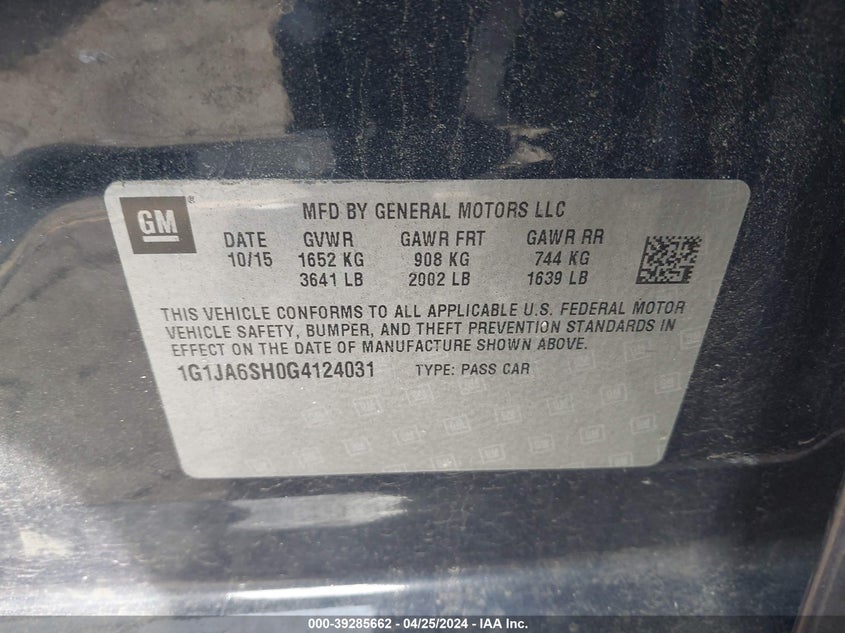 GM ®
MFD BY GENERAL MOTORS LLC
DATE GVWR GAWR FRT GAWR RR
10/15 1652 KG 908 KG 744 KG
3641 LB 2002 LB 1639 LB
THIS VEHICLE CONFORMS TO ALL APPLICABLE U.S. FEDERAL MOTOR
VEHICLE SAFETY, BUMPER, AND THEFT PREVENTION STANDARDS IN
EFFECT ON THE DATE OF MANUFACTURE SHOWN ABOVE.
1G1JA6SH0G4124031 TYPE: PASS CAR
000-39285662 - 04/25/2024 - IAA Inc.